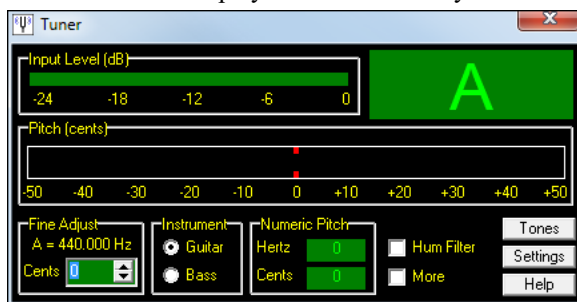 Tuner
Input Level (dB)
-24 -18 -12 -6 0
A
Pitch (cents)
-50 -40 -30 -20 -10 0 +10 +20 +30 +40 +50
Fine Adjust
A = 440.000 Hz
Cents 0
Instrument
Guitar
Bass
Numeric Pitch
Hertz 0
Cents 0
Hum Filter
More
Tones
Settings
Help